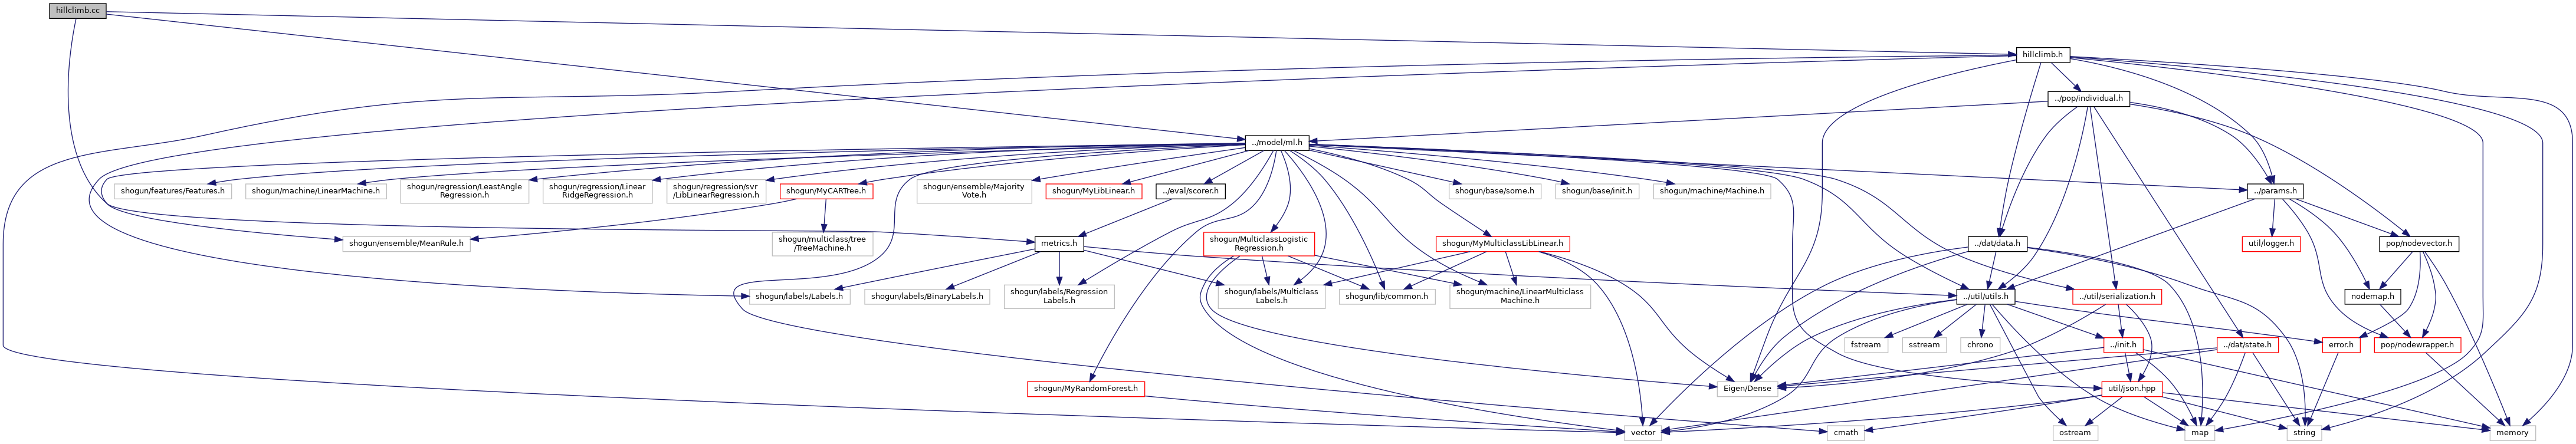 hillclimb.cc
hillclimb.h
../pop/individual.h
../model/ml.h
shogun/features/Features.h
shogun/machine/LinearMachine.h
shogun/regression/LeastAngle
Regression.h
shogun/regression/Linear
RidgeRegression.h
shogun/regression/svr
/LibLinearRegression.h
shogun/MyCARTree.h
shogun/ensemble/Majority
Vote.h
shogun/MyLibLinear.h
../eval/scorer.h
shogun/base/some.h
shogun/base/init.h
shogun/machine/Machine.h
../params.h
shogun/ensemble/MeanRule.h
shogun/multiclass/tree
/TreeMachine.h
metrics.h
shogun/MulticlassLogistic
Regression.h
shogun/MyMulticlassLibLinear.h
../dat/data.h
util/logger.h
pop/nodevector.h
shogun/labels/Labels.h
shogun/labels/BinaryLabels.h
shogun/labels/Regression
Labels.h
shogun/labels/Multiclass
Labels.h
shogun/lib/common.h
shogun/machine/LinearMulticlass
Machine.h
../util/utils.h
../util/serialization.h
nodemap.h
fstream
sstream
chrono
../init.h
../dat/state.h
error.h
pop/nodewrapper.h
shogun/MyRandomForest.h
Eigen/Dense
util/json.hpp
vector
cmath
ostream
map
string
memory